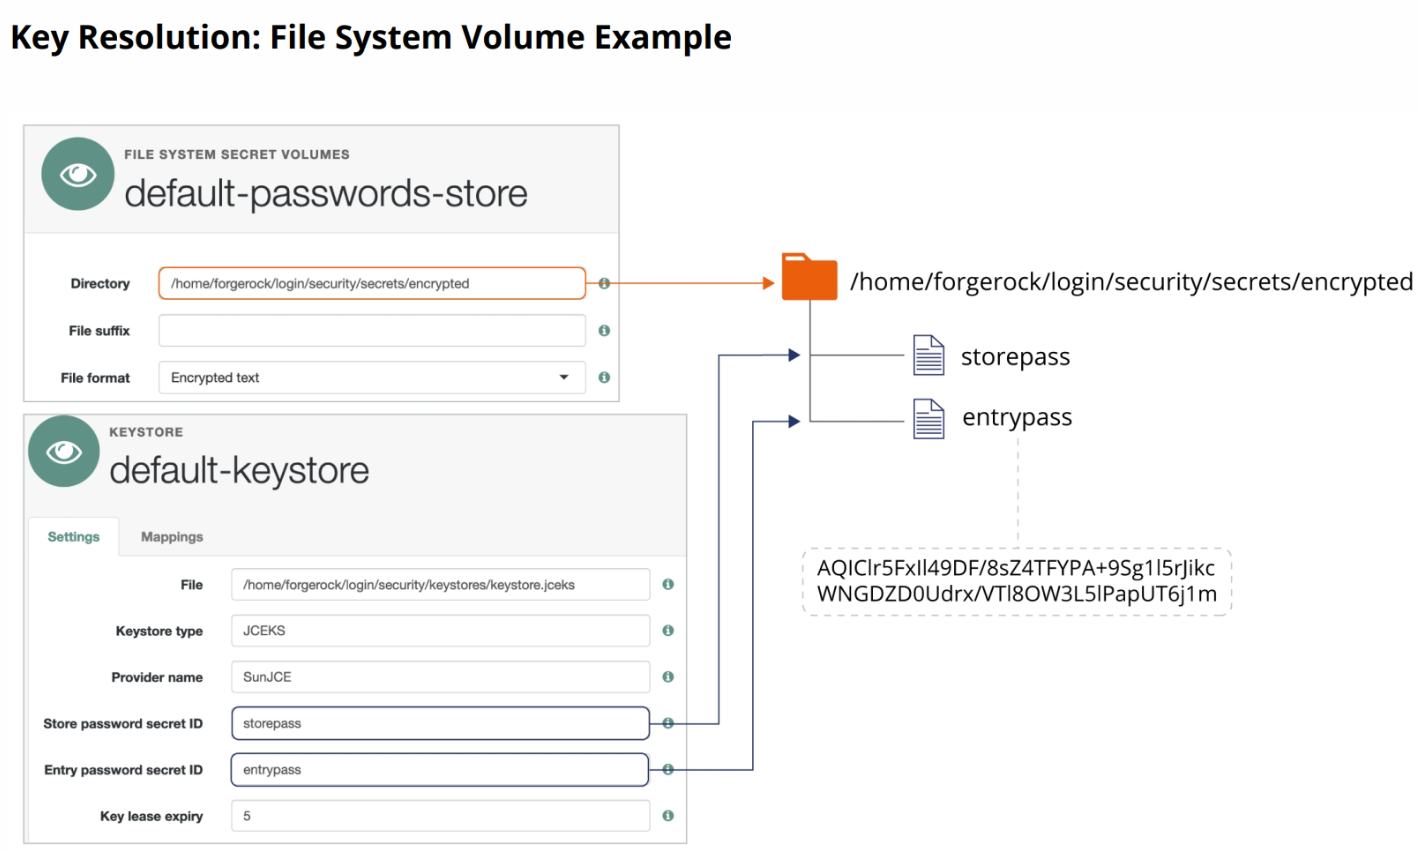 Key Resolution: File System Volume Example
FILE SYSTEM SECRET VOLUMES
default-passwords-store
Directory /home/forgerock/login/security/secrets/encrypted
File suffix
File format Encrypted text
/home/forgerock/login/security/secrets/encrypted
storepass
entrypass
AQIClr5FxIl49DF/8sZ4TFYPA+9Sg1l5rJikc
WNGDZD0Udrx/VTl8OW3L5lPapUT6j1m
KEYSTORE
default-keystore
Settings Mappings
File /home/forgerock/login/security/keystores/keystore.jceks
Keystore type JCEKS
Provider name SunJCE
Store password secret ID storepass
Entry password secret ID entrypass
Key lease expiry 5